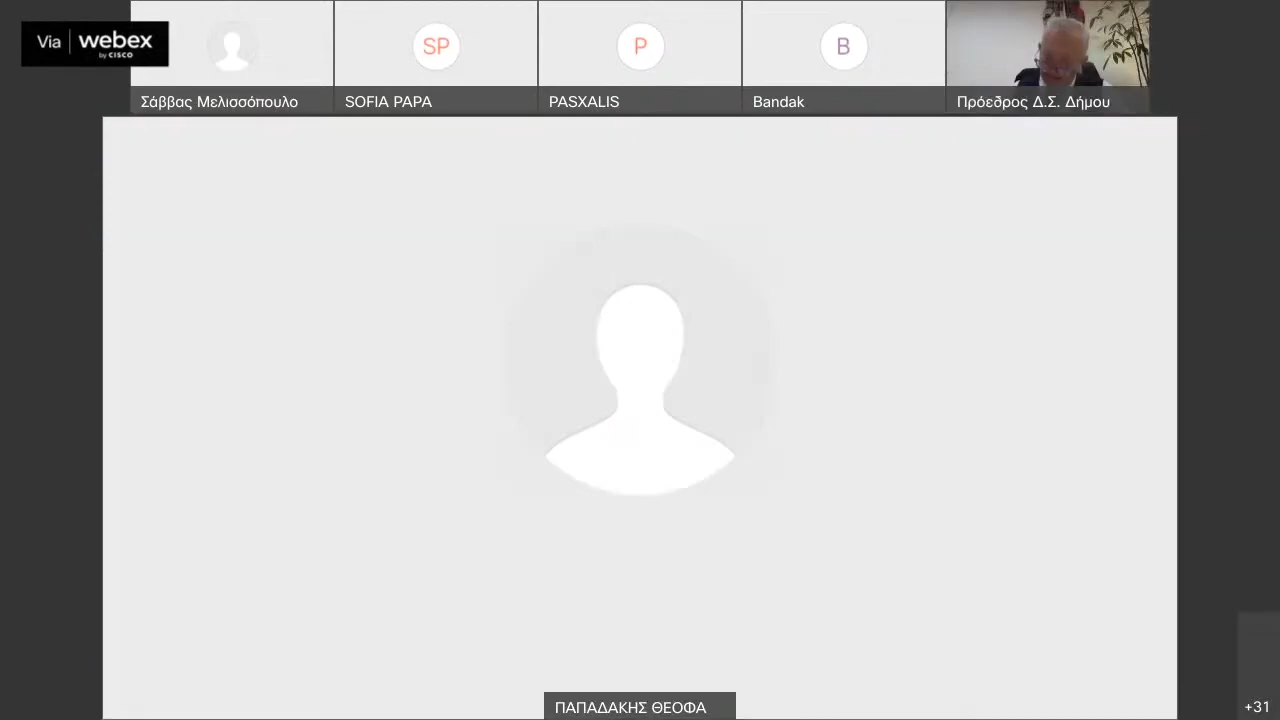 Via webex
by CISCO
Σάββας Μελισσόπουλο
SP
SOFIA PAPA
P
PASXALIS
B
Bandak
Πρόεδρος Δ.Σ. Δήμου
ΠΑΠΑΔΑΚΗΣ ΘΕΟΦΑ
+31